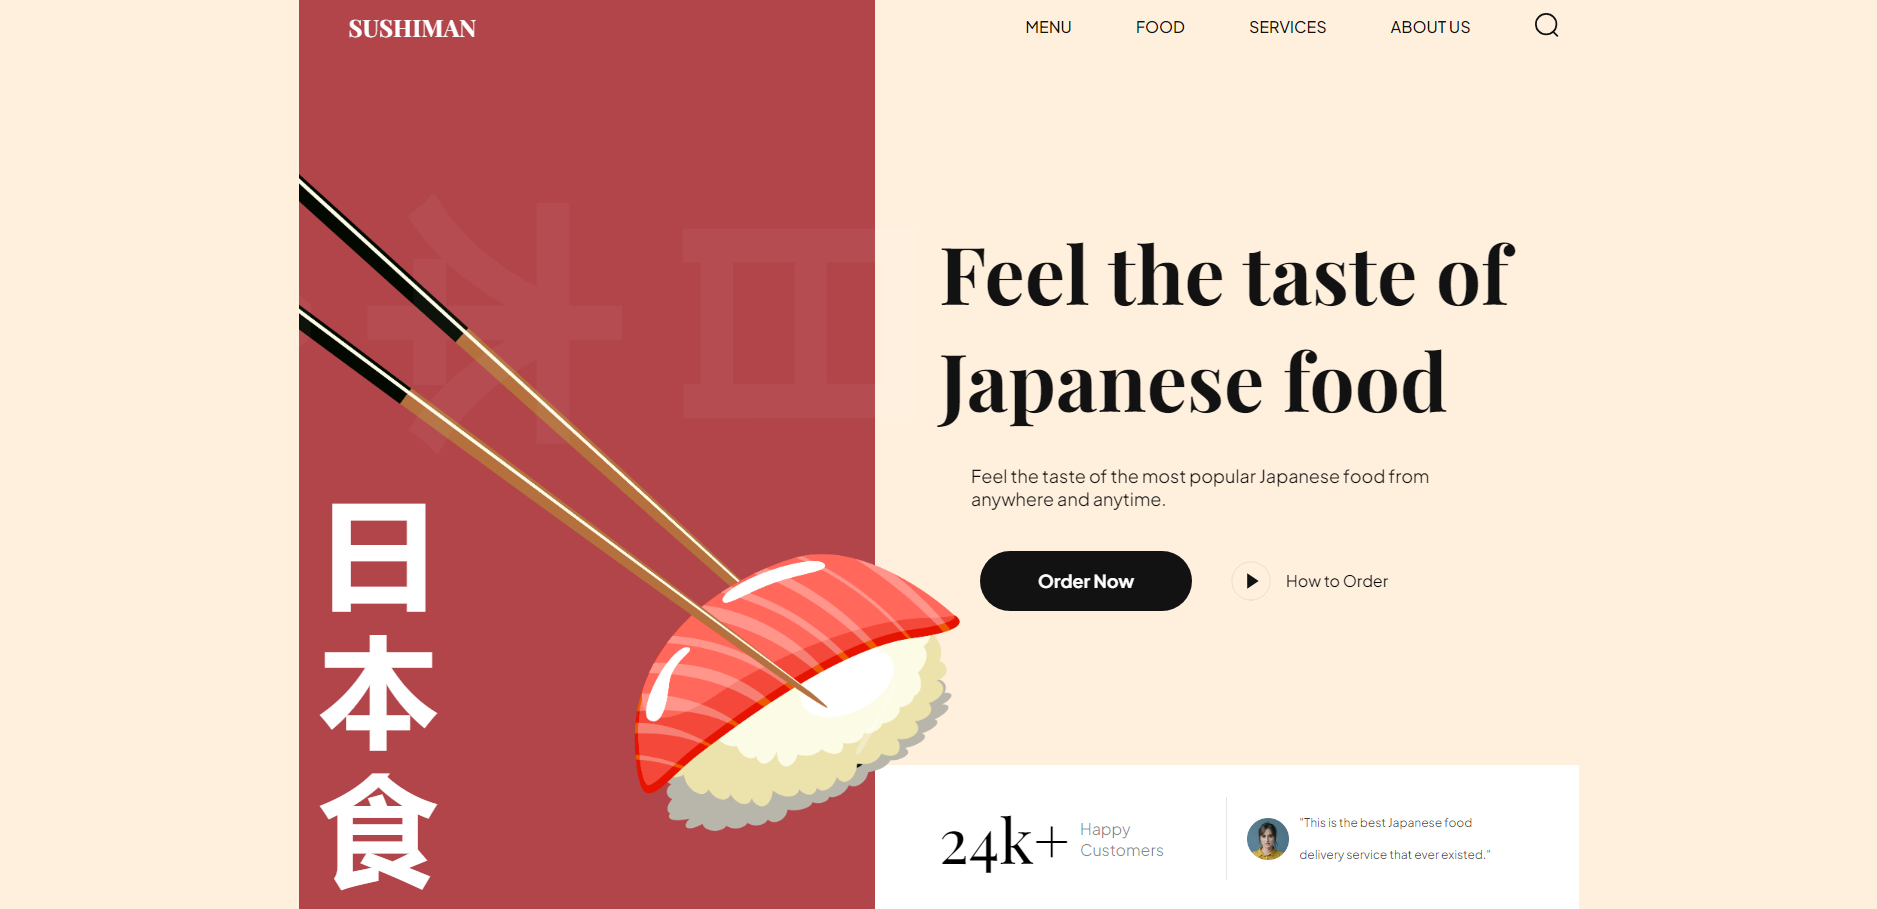 SUSHIMAN
MENU
FOOD
SERVICES
ABOUT US
日本
Feel the taste of
Japanese food
Feel the taste of the most popular Japanese food from
anywhere and anytime.
Order Now
How to Order
日
本
食
24k+
Happy
Customers
"This is the best Japanese food
delivery service that ever existed."